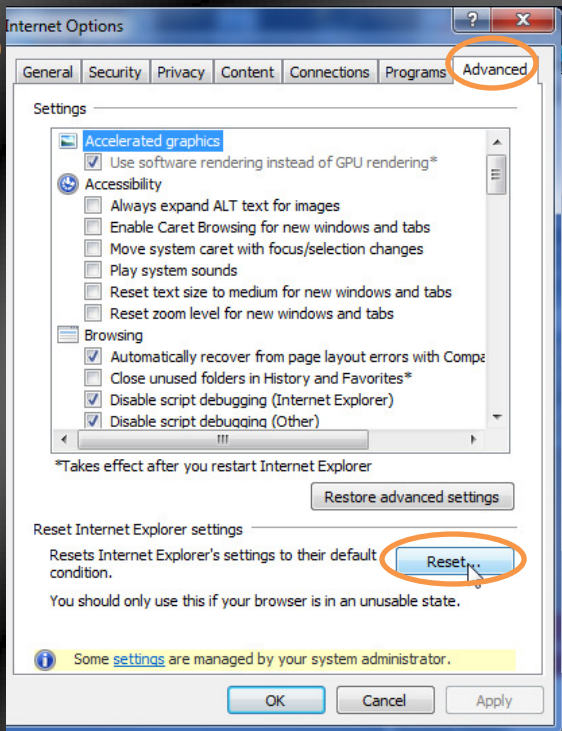 Internet Options
General Security Privacy Content Connections Programs Advanced
Settings
Accelerated graphics
Use software rendering instead of GPU rendering*
Accessibility
Always expand ALT text for images
Enable Caret Browsing for new windows and tabs
Move system caret with focus/selection changes
Play system sounds
Reset text size to medium for new windows and tabs
Reset zoom level for new windows and tabs
Browsing
Automatically recover from page layout errors with Compa
Close unused folders in History and Favorites*
Disable script debugging (Internet Explorer)
Disable script debugging (Other)
*Takes effect after you restart Internet Explorer
Restore advanced settings
Reset Internet Explorer settings
Resets Internet Explorer's settings to their default
condition.
Reset...
You should only use this if your browser is in an unusable state.
Some settings are managed by your system administrator.
OK Cancel Apply